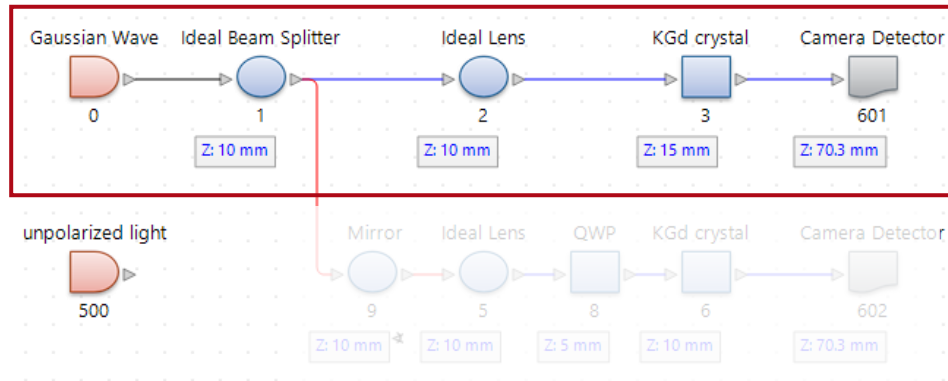 Gaussian Wave Ideal Beam Splitter Ideal Lens KGd crystal Camera Detector
0 1 2 3 601
Z: 10 mm Z: 10 mm Z: 15 mm Z: 70.3 mm
unpolarized light Mirror Ideal Lens QWP KGd crystal Camera Detector
500 9 5 8 6 602
Z: 10 mm Z: 10 mm Z: 5 mm Z: 10 mm Z: 70.3 mm